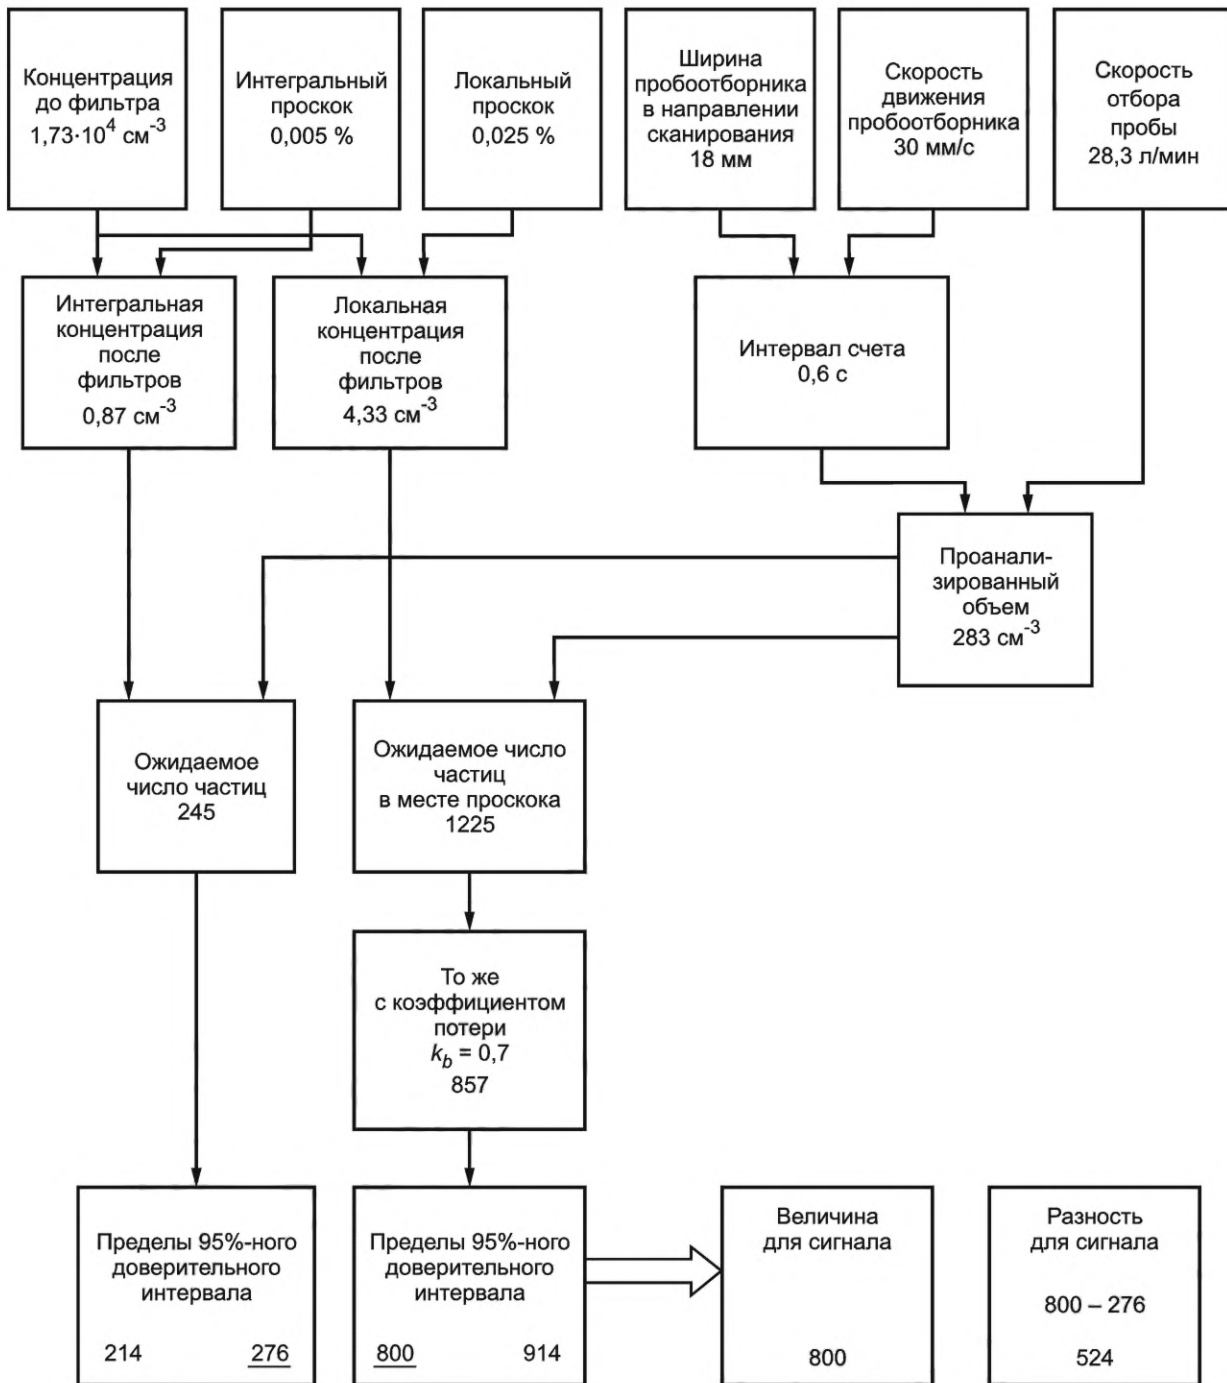 Концентрация
до фильтра
1,73·10⁴ см⁻³
Интегральный
проскок
0,005 %
Локальный
проскок
0,025 %
Ширина
пробоотборника
в направлении
сканирования
18 мм
Скорость
движения
пробоотборника
30 мм/с
Скорость
отбора
пробы
28,3 л/мин
Интегральная
концентрация
после
фильтров
0,87 см⁻³
Локальная
концентрация
после
фильтров
4,33 см⁻³
Интервал счета
0,6 с
Проанали-
зированный
объем
283 см⁻³
Ожидаемое
число частиц
245
Ожидаемое число
частиц
в месте проскока
1225
То же
с коэффициентом
потери
k_b = 0,7
857
Пределы 95%-ного
доверительного
интервала
214 276
Пределы 95%-ного
доверительного
интервала
800 914
Величина
для сигнала
800
Разность
для сигнала
800 – 276
524